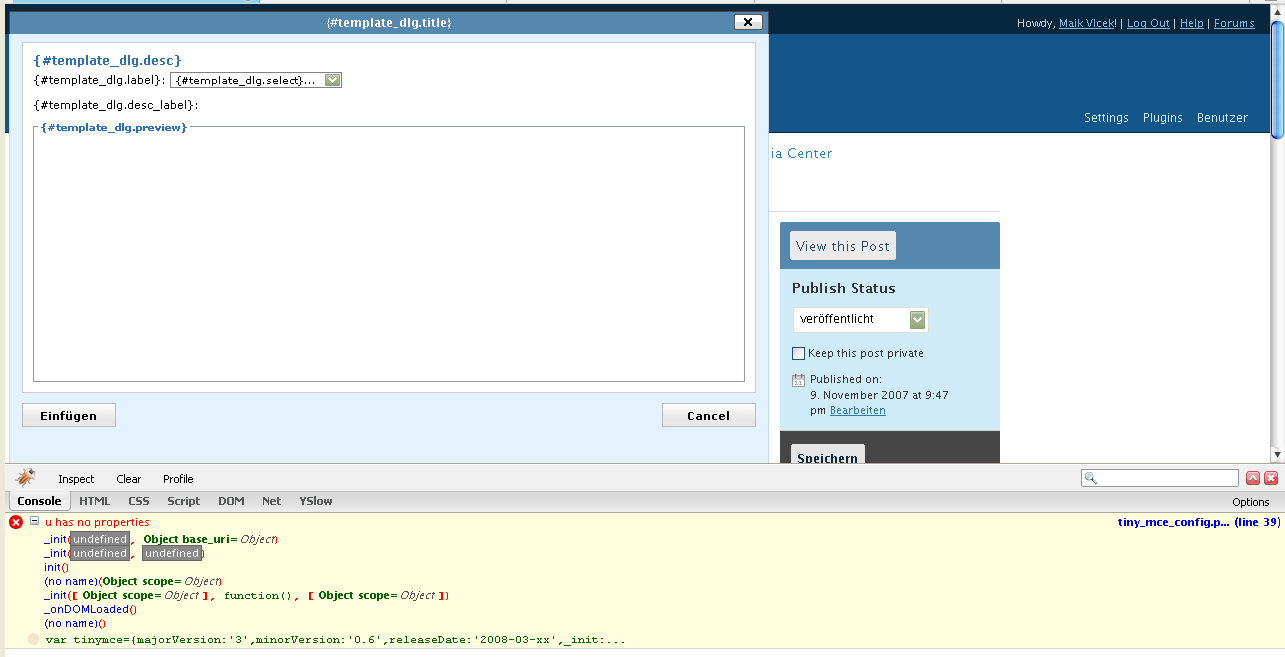 {#template_dlg.title}
Howdy, Maik Vlcek! | Log Out | Help | Forums
{#template_dlg.desc}
{#template_dlg.label}: {#template_dlg.select}...
{#template_dlg.desc_label}:
{#template_dlg.preview}
Settings Plugins Benutzer
ia Center
View this Post
Publish Status
veröffentlicht
Keep this post private
Published on:
9. November 2007 at 9:47
pm Bearbeiten
Einfügen Cancel
Speichern
Inspect Clear Profile
Console HTML CSS Script DOM Net YSlow Options
u has no properties tiny_mce_config.p... (line 39)
_init(undefined, Object base_uri=Object)
_init(undefined, undefined)
init()
(no name)(Object scope=Object)
_init([ Object scope=Object ], function(), [ Object scope=Object ])
_onDOMLoaded()
(no name)()
var tinymce={majorVersion:'3',minorVersion:'0.6',releaseDate:'2008-03-xx',_init:...